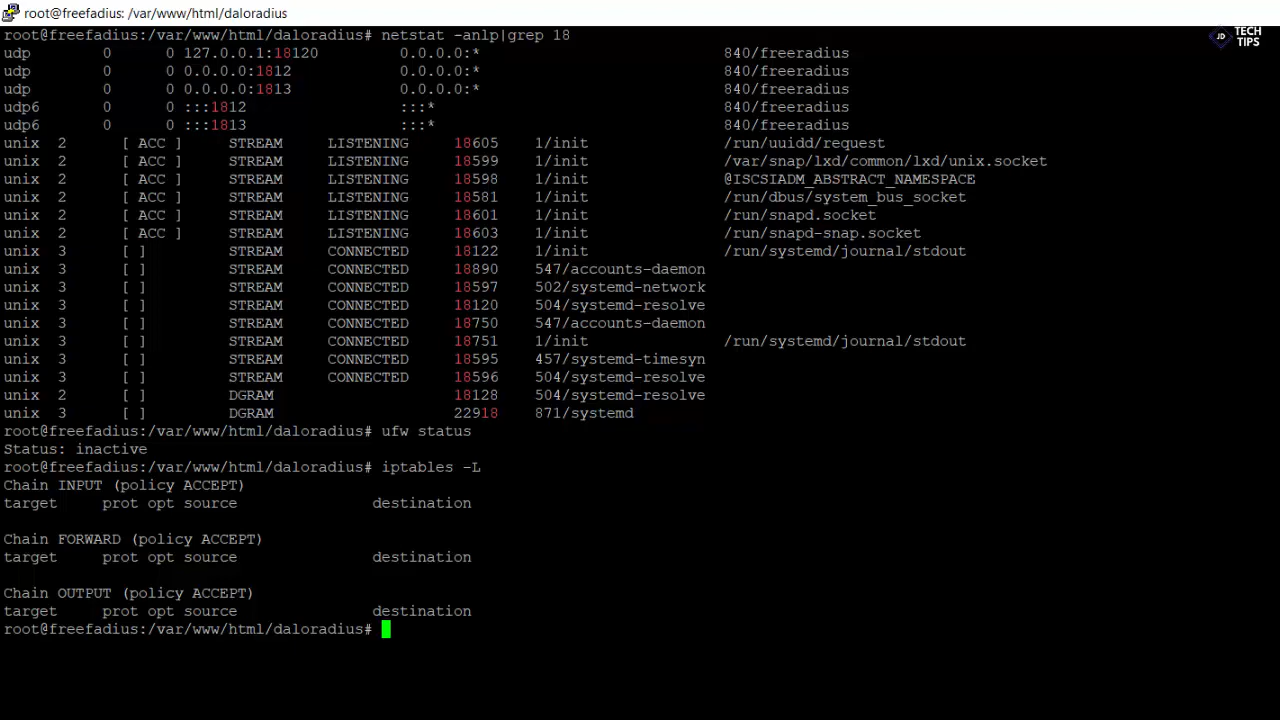 root@freefadius: /var/www/html/daloradius
root@freefadius:/var/www/html/daloradius# netstat -anlp|grep 18
udp 0 0 127.0.0.1:18120 0.0.0.0:* 840/freeradius
udp 0 0 0.0.0.0:1812 0.0.0.0:* 840/freeradius
udp 0 0 0.0.0.0:1813 0.0.0.0:* 840/freeradius
udp6 0 0 :::1812 :::* 840/freeradius
udp6 0 0 :::1813 :::* 840/freeradius
unix 2 [ ACC ] STREAM LISTENING 18605 1/init /run/uuidd/request
unix 2 [ ACC ] STREAM LISTENING 18599 1/init /var/snap/lxd/common/lxd/unix.socket
unix 2 [ ACC ] STREAM LISTENING 18598 1/init @ISCSIADM_ABSTRACT_NAMESPACE
unix 2 [ ACC ] STREAM LISTENING 18581 1/init /run/dbus/system_bus_socket
unix 2 [ ACC ] STREAM LISTENING 18601 1/init /run/snapd.socket
unix 2 [ ACC ] STREAM LISTENING 18603 1/init /run/snapd-snap.socket
unix 3 [ ] STREAM CONNECTED 18122 1/init /run/systemd/journal/stdout
unix 3 [ ] STREAM CONNECTED 18890 547/accounts-daemon
unix 3 [ ] STREAM CONNECTED 18597 502/systemd-network
unix 3 [ ] STREAM CONNECTED 18120 504/systemd-resolve
unix 3 [ ] STREAM CONNECTED 18750 547/accounts-daemon
unix 3 [ ] STREAM CONNECTED 18751 1/init /run/systemd/journal/stdout
unix 3 [ ] STREAM CONNECTED 18595 457/systemd-timesyn
unix 3 [ ] STREAM CONNECTED 18596 504/systemd-resolve
unix 2 [ ] DGRAM 18128 504/systemd-resolve
unix 3 [ ] DGRAM 22918 871/systemd
root@freefadius:/var/www/html/daloradius# ufw status
Status: inactive
root@freefadius:/var/www/html/daloradius# iptables -L
Chain INPUT (policy ACCEPT)
target prot opt source destination
Chain FORWARD (policy ACCEPT)
target prot opt source destination
Chain OUTPUT (policy ACCEPT)
target prot opt source destination
root@freefadius:/var/www/html/daloradius#
JD TECH
TIPS